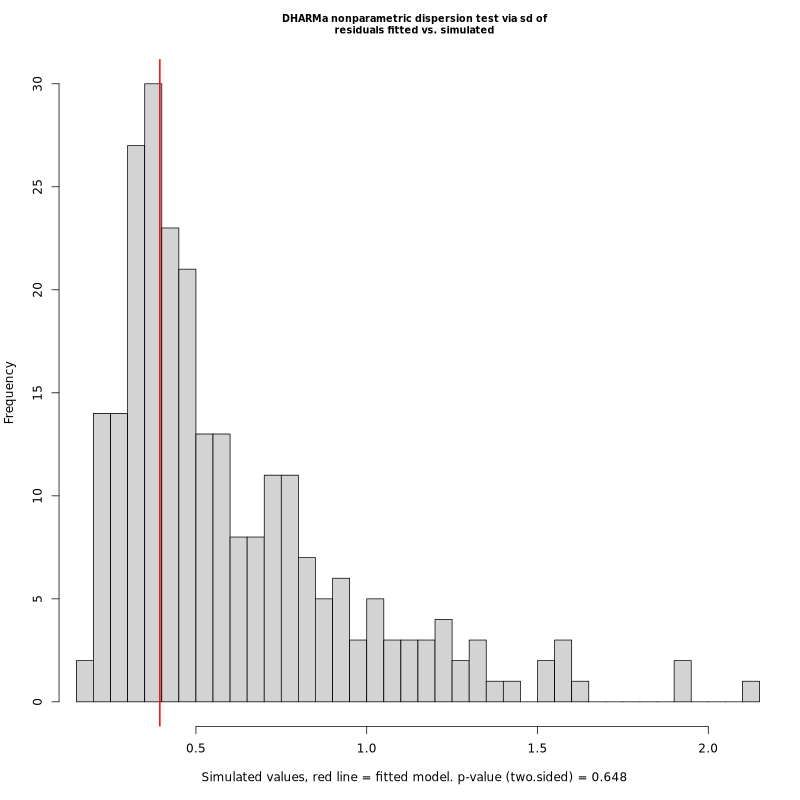 DHARMa nonparametric dispersion test via sd of
residuals fitted vs. simulated
30
25
20
15
10
5
0
Frequency
0.5 1.0 1.5 2.0
Simulated values, red line = fitted model. p-value (two.sided) = 0.648